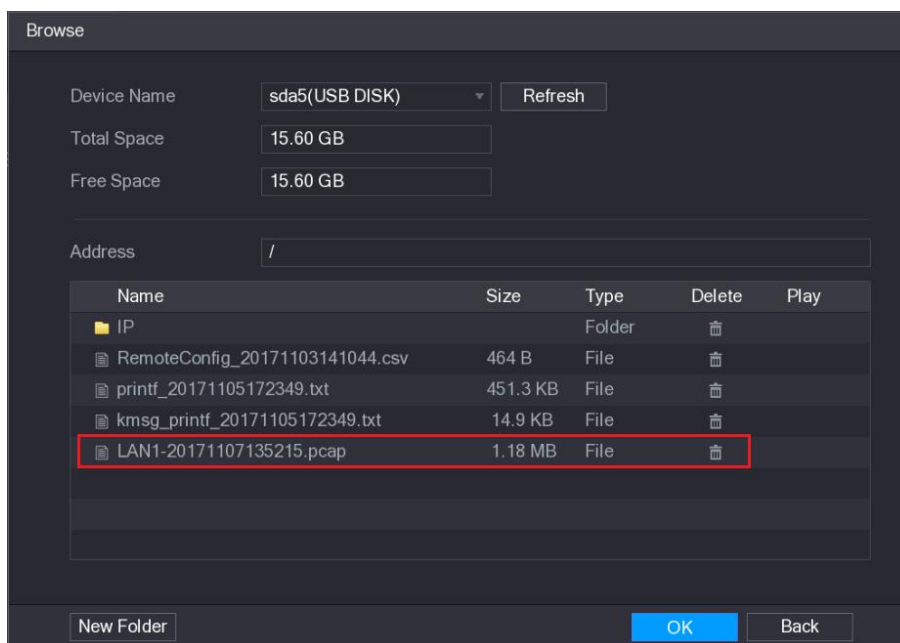 Browse
Device Name sda5(USB DISK) Refresh
Total Space 15.60 GB
Free Space 15.60 GB
Address /
Name Size Type Delete Play
IP Folder
RemoteConfig_20171103141044.csv 464 B File
printf_20171105172349.txt 451.3 KB File
kmsg_printf_20171105172349.txt 14.9 KB File
LAN1-20171107135215.pcap 1.18 MB File
New Folder OK Back